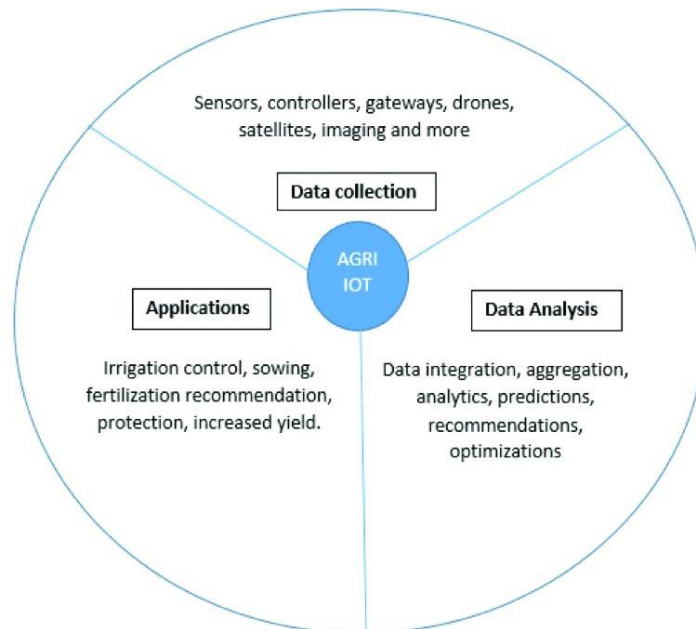 Sensors, controllers, gateways, drones,
satellites, imaging and more
Data collection
AGRI
IOT
Applications
Irrigation control, sowing,
fertilization recommendation,
protection, increased yield.
Data Analysis
Data integration, aggregation,
analytics, predictions,
recommendations,
optimizations